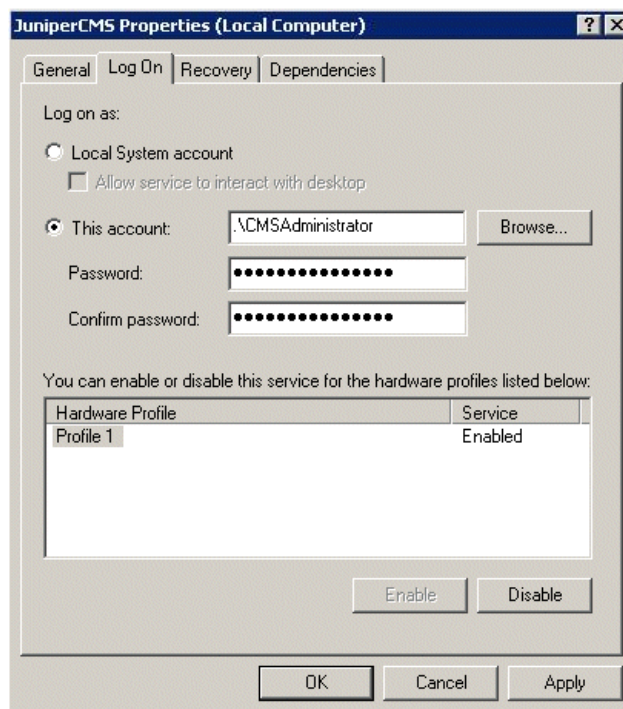 JuniperCMS Properties (Local Computer)
General Log On Recovery Dependencies
Log on as:
Local System account
Allow service to interact with desktop
This account: .\CMSAdministrator Browse...
Password: •••••••••••••••
Confirm password: •••••••••••••••
You can enable or disable this service for the hardware profiles listed below:
Hardware Profile Service
Profile 1 Enabled
Enable Disable
OK Cancel Apply